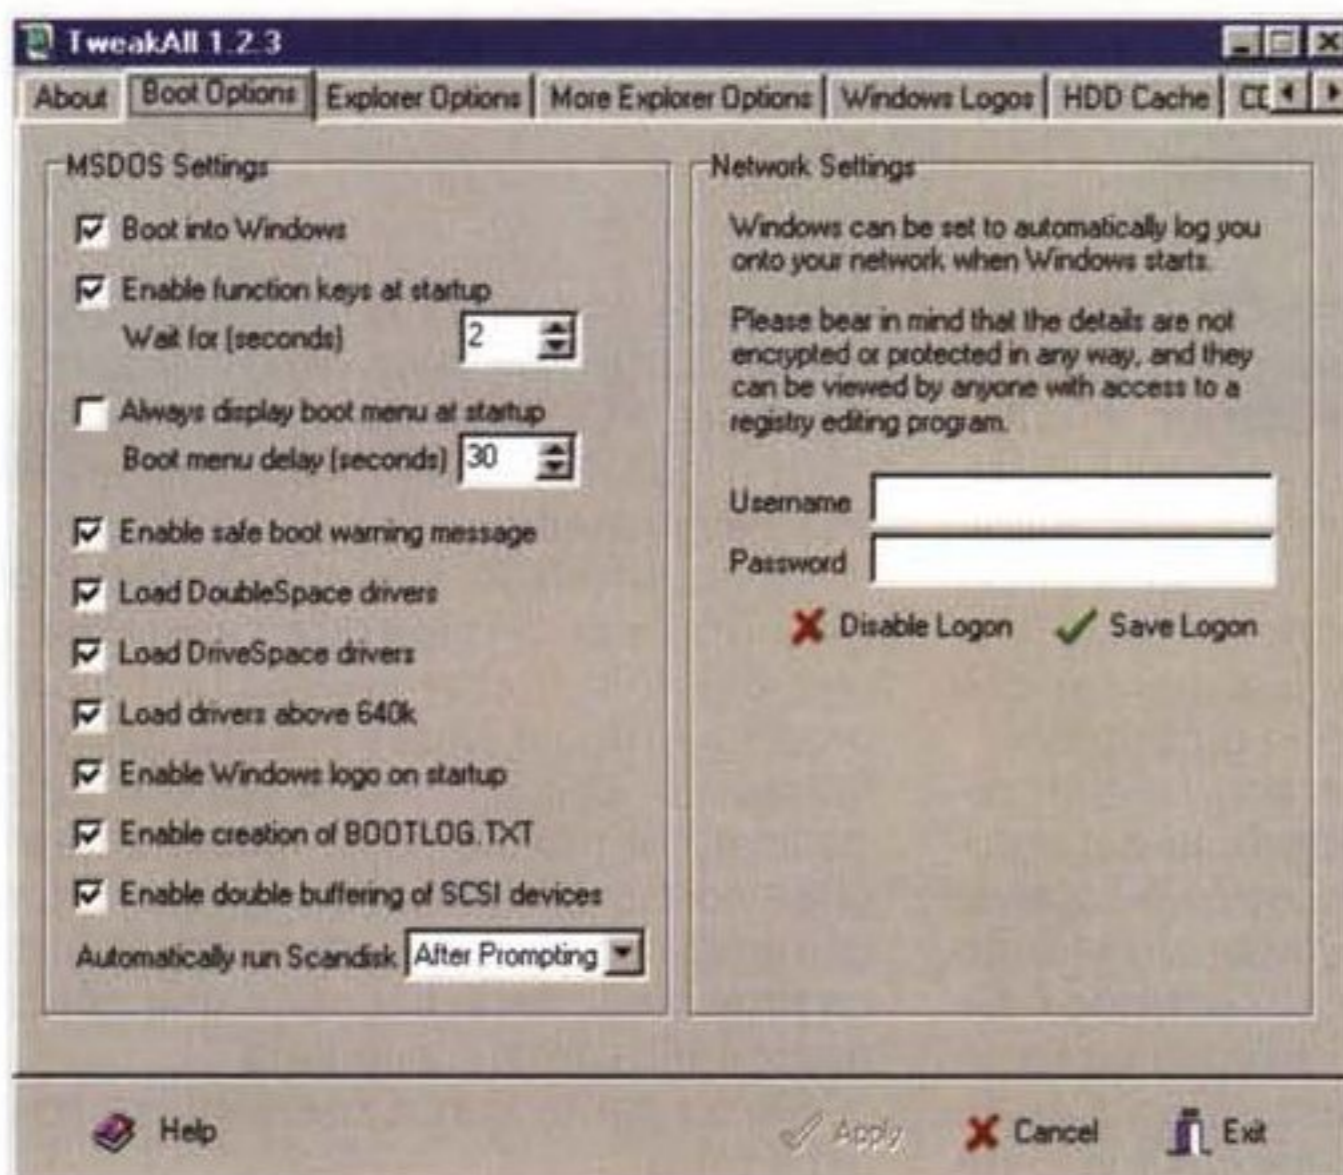 TweakAll 1.2.3
About
Boot Options
Explorer Options
More Explorer Options
Windows Logos
HDD Cache
MSDOS Settings
Boot into Windows
Enable function keys at startup
Wait for (seconds) 2
Always display boot menu at startup
Boot menu delay (seconds) 30
Enable safe boot warning message
Load DoubleSpace drivers
Load DriveSpace drivers
Load drivers above 640k
Enable Windows logo on startup
Enable creation of BOOTLOG.TXT
Enable double buffering of SCSI devices
Automatically run Scandisk After Prompting
Network Settings
Windows can be set to automatically log you
onto your network when Windows starts.
Please bear in mind that the details are not
encrypted or protected in any way, and they
can be viewed by anyone with access to a
registry editing program.
Username
Password
Disable Logon Save Logon
Help
Apply
Cancel
Exit